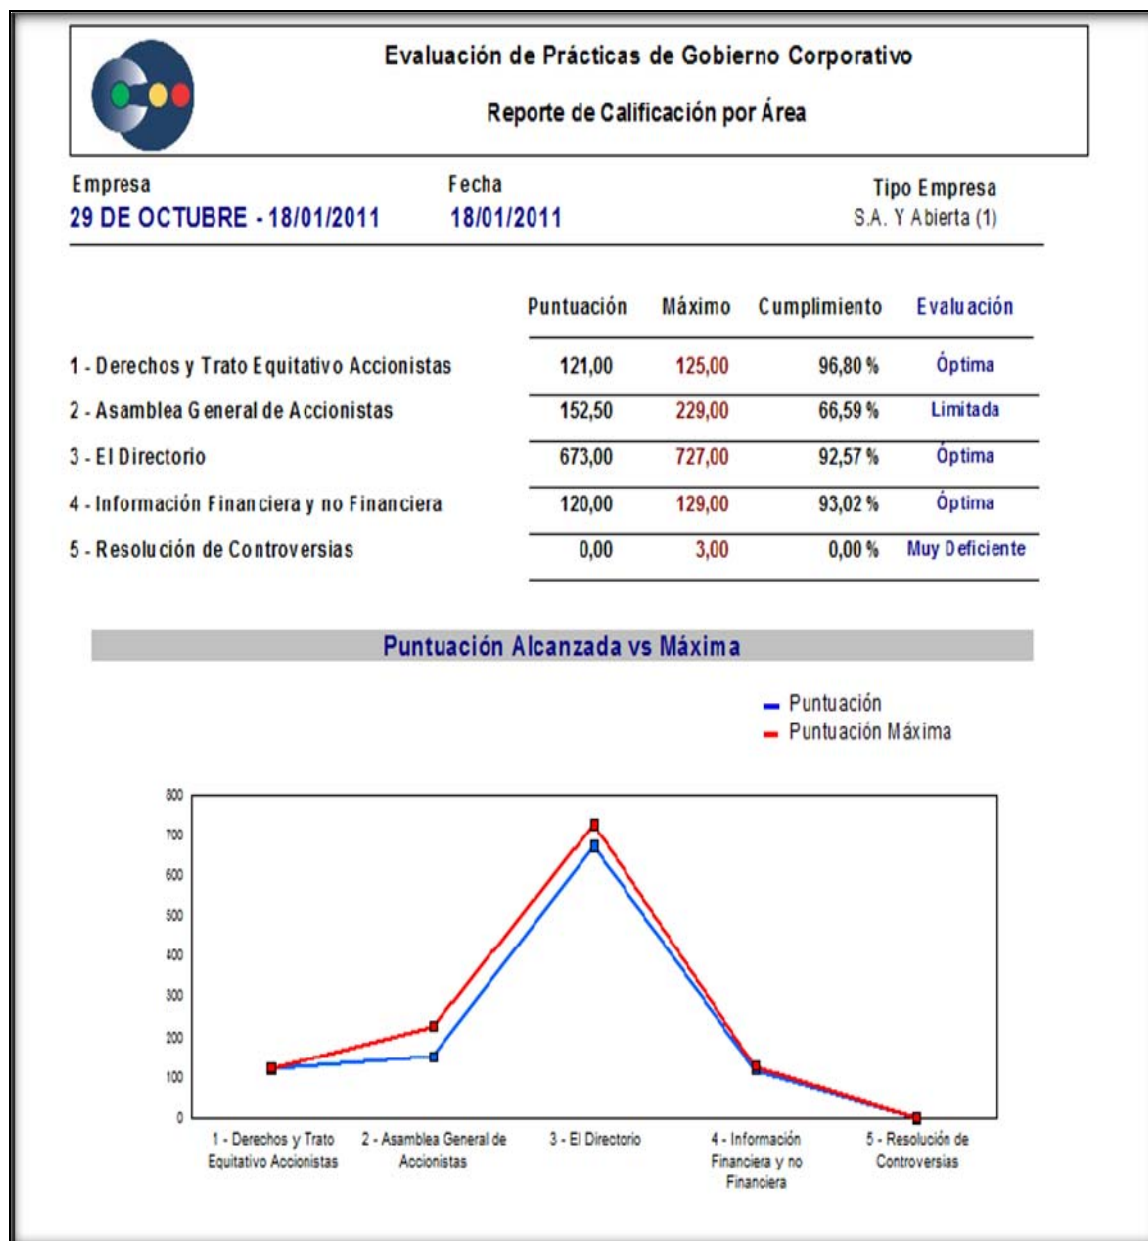 Evaluación de Prácticas de Gobierno Corporativo
Reporte de Calificación por Área
Empresa Fecha Tipo Empresa
29 DE OCTUBRE - 18/01/2011 18/01/2011 S.A. Y Abierta (1)
Puntuación Máximo Cumplimiento Evaluación
1 - Derechos y Trato Equitativo Accionistas 121,00 125,00 96,80 % Óptima
2 - Asamblea General de Accionistas 152,50 229,00 66,59 % Limitada
3 - El Directorio 673,00 727,00 92,57 % Óptima
4 - Información Financiera y no Financiera 120,00 129,00 93,02 % Óptima
5 - Resolución de Controversias 0,00 3,00 0,00 % Muy Deficiente
Puntuación Alcanzada vs Máxima
Puntuación
Puntuación Máxima
800
700
600
500
400
300
200
100
0
1 - Derechos y Trato Equitativo Accionistas
2 - Asamblea General de Accionistas
3 - El Directorio
4 - Información Financiera y no Financiera
5 - Resolución de Controversias